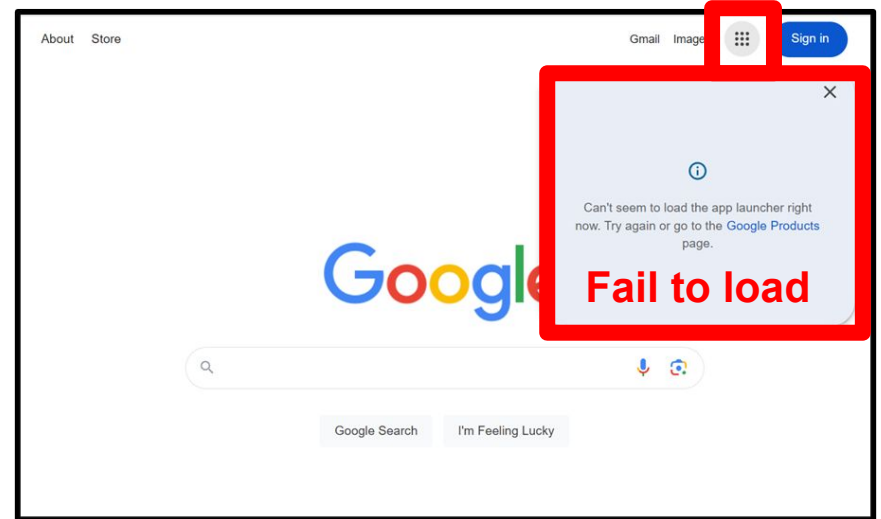 About Store
Gmail Image
Sign in
Can't seem to load the app launcher right
now. Try again or go to the Google Products
page.
Fail to load
Googl
Google Search I'm Feeling Lucky